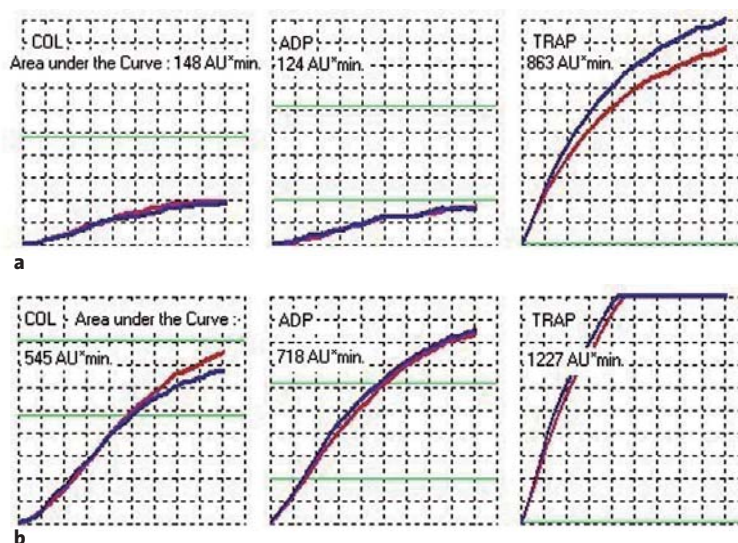 COL
Area under the Curve : 148 AU*min.
ADP
124 AU*min.
TRAP
863 AU*min.
a
COL - Area under the Curve :-
545 AU*min.
ADP
718 AU*min.
TRAP
1227 AU*min.
b